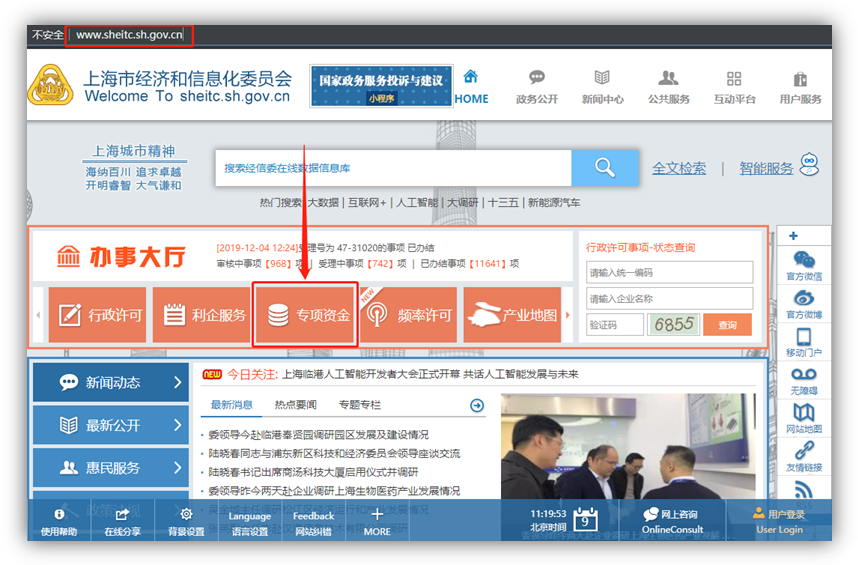 不安全 | www.sheitc.sh.gov.cn
上海市经济和信息化委员会
Welcome To sheitc.sh.gov.cn
国家政务服务投诉与建议
小程序
HOME
政务公开
新闻中心
公共服务
互动平台
用户服务
上海城市精神
海纳百川 追求卓越
开明睿智 大气谦和
搜索经信委在线数据信息库
全文检索 | 智能服务
热门搜索:大数据 | 互联网+ | 人工智能 | 大调研 | 十三五 | 新能源汽车
办事大厅
[2019-12-04 12:24]受理号为 47-31020的事项 已办结
审核中事项【968】项 | 受理中事项【742】项 | 已办结事项【11641】项
行政许可
利企服务
专项资金
NEW
频率许可
产业地图
行政许可事项-状态查询
请输入统一编码
请输入企业名称
验证码
6855
查询
官方微信
官方微博
移动门户
无障碍
网站地图
友情链接
新闻动态
最新公开
惠民服务
NEW 今日关注: 上海临港人工智能开发者大会正式开幕 共话人工智能发展与未来
最新消息
热点要闻
专题专栏
委领导今赴临港奉贤园调研园区发展及建设情况
陆晓春同志与浦东新区科技和经济委员会领导座谈交流
陆晓春书记出席商汤科技大厦启用仪式并调研
委领导昨今两天赴企业调研上海生物医药产业发展情况
使用帮助
在线分享
背景设置
Language
语言设置
Feedback
网站纠错
MORE
11:19:53
北京时间
9
网上咨询
OnlineConsult
用户登录
User Login